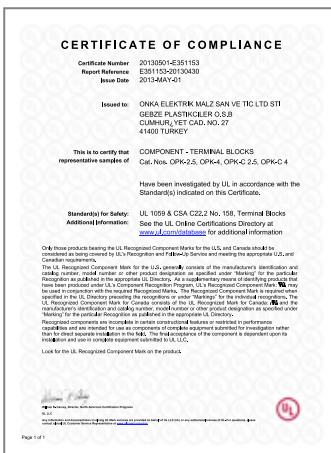 CERTIFICATE OF COMPLIANCE
Certificate Number 20130501-E351153
Report Reference E351153-20130430
Issue Date 2013-MAY-01
Issued to: ONKA ELEKTRIK MALZ SAN VE TIC LTD STI
GEBZE PLASTIKCILER O,S,B
CUMHUR¿YET CAD. NO. 27
41400 TURKEY
This is to certify that COMPONENT - TERMINAL BLOCKS
representative samples of Cat. Nos. OPK-2.5, OPK-4, OPK-C 2.5, OPK-C 4
Have been investigated by UL in accordance with the
Standard(s) indicated on this Certificate.
Standard(s) for Safety: UL 1059 & CSA C22.2 No. 158, Terminal Blocks
Additional Information: See the UL Online Certifications Directory at
www.ul.com/database for additional information
Only those products bearing the UL Recognized Component Marks for the U.S. and Canada should be
considered as being covered by UL's Recognition and Follow-Up Service and meeting the appropriate U.S. and
Canadian requirements.
The UL Recognized Component Mark for the U.S. generally consists of the manufacturer's identification and
catalog number, model number or other product designation as specified under "Marking" for the particular
Recognition as published in the appropriate UL Directory. As a supplementary means of identifying products that
have been produced under UL's Component Recognition Program, UL's Recognized Component Mark: may
be used in conjunction with the required Recognized Marks. The Recognized Component Mark is required when
specified in the UL Directory preceding the recognitions or under "Markings" for the individual recognitions. The
UL Recognized Component Mark for Canada consists of the UL Recognized Mark for Canada: and the
manufacturer's identification and catalog number, model number or other product designation as specified under
"Marking" for the particular Recognition as published in the appropriate UL Directory.
Recognized components are incomplete in certain constructional features or restricted in performance
capabilities and are intended for use as components of complete equipment submitted for investigation rather
than for direct separate installation in the field. The final acceptance of the component is dependent upon its
installation and use in complete equipment submitted to UL LLC.
Look for the UL Recognized Component Mark on the product.
UL LLC
UL
Page 1 of 1